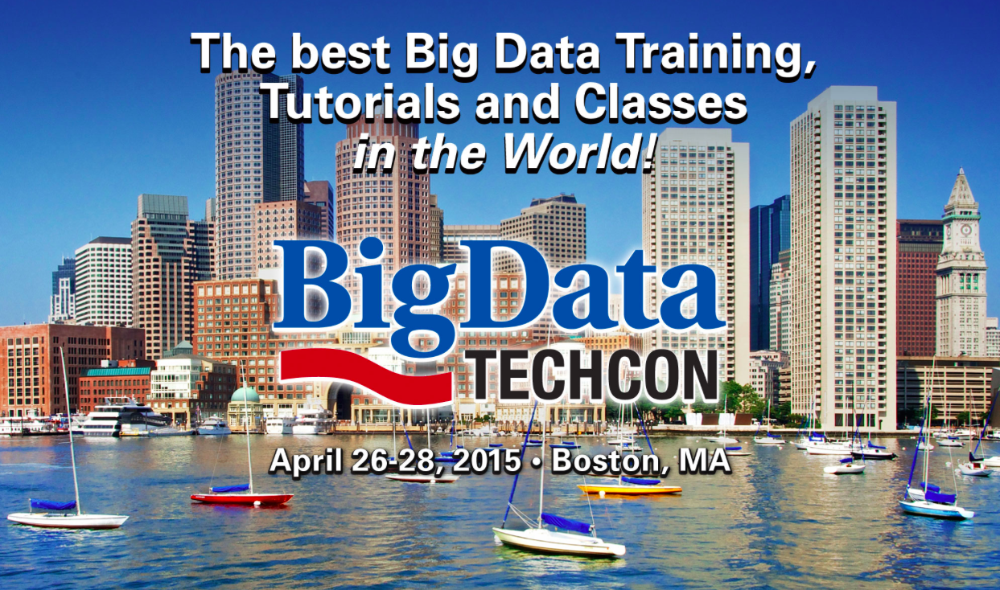 The best Big Data Training,
Tutorials and Classes
in the World!
BigData
TECHCON
April 26-28, 2015 • Boston, MA